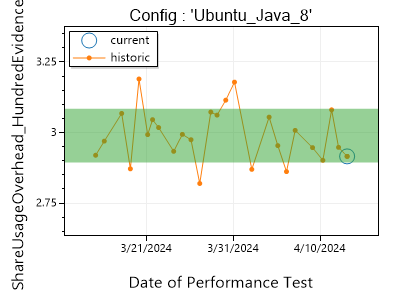 Config : 'Ubuntu_Java_8'
current
historic
ShareUsageOverhead_HundredEvidence
3.25
3
2.75
3/21/2024
3/31/2024
4/10/2024
Date of Performance Test